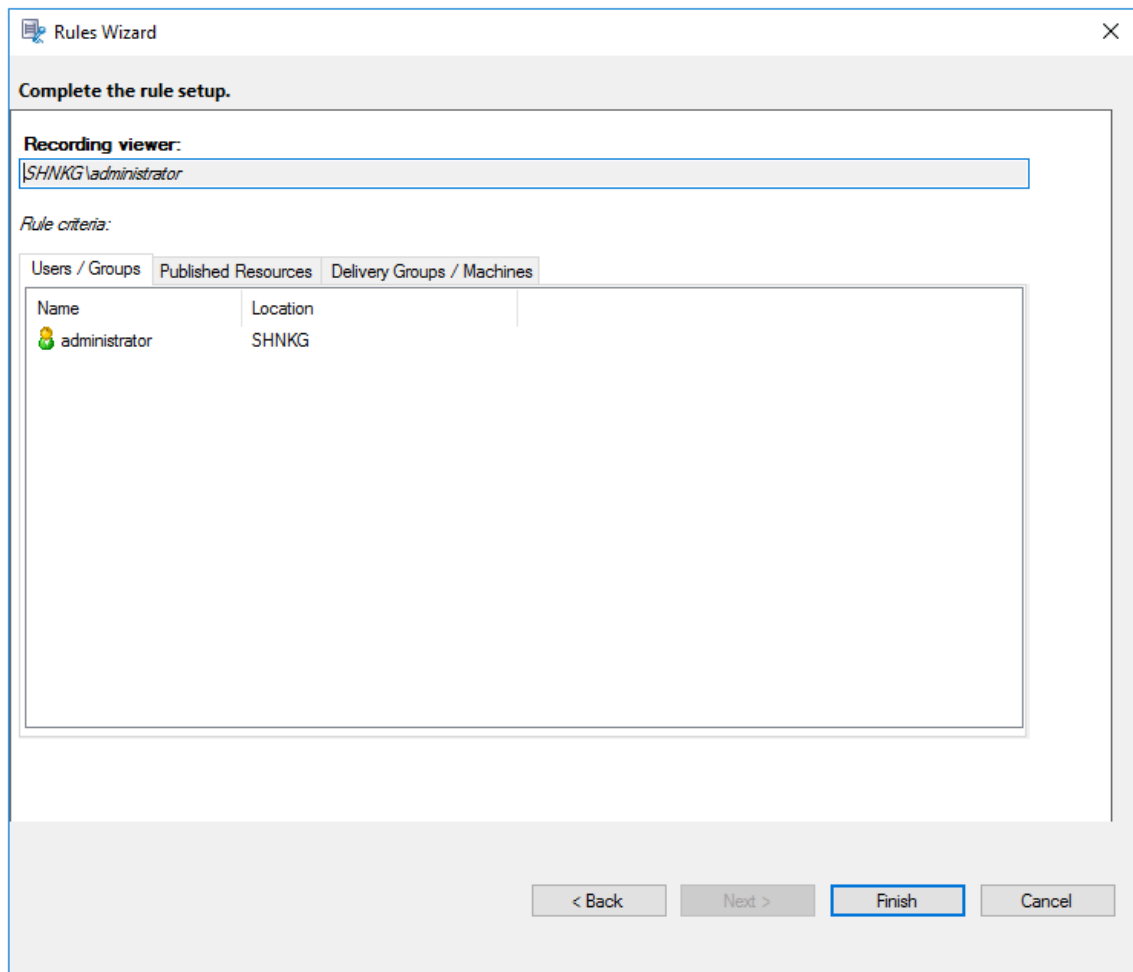 Rules Wizard
Complete the rule setup.
Recording viewer:
SHNKG\administrator
Rule criteria:
Users / Groups Published Resources Delivery Groups / Machines
Name Location
administrator SHNKG
< Back Next > Finish Cancel